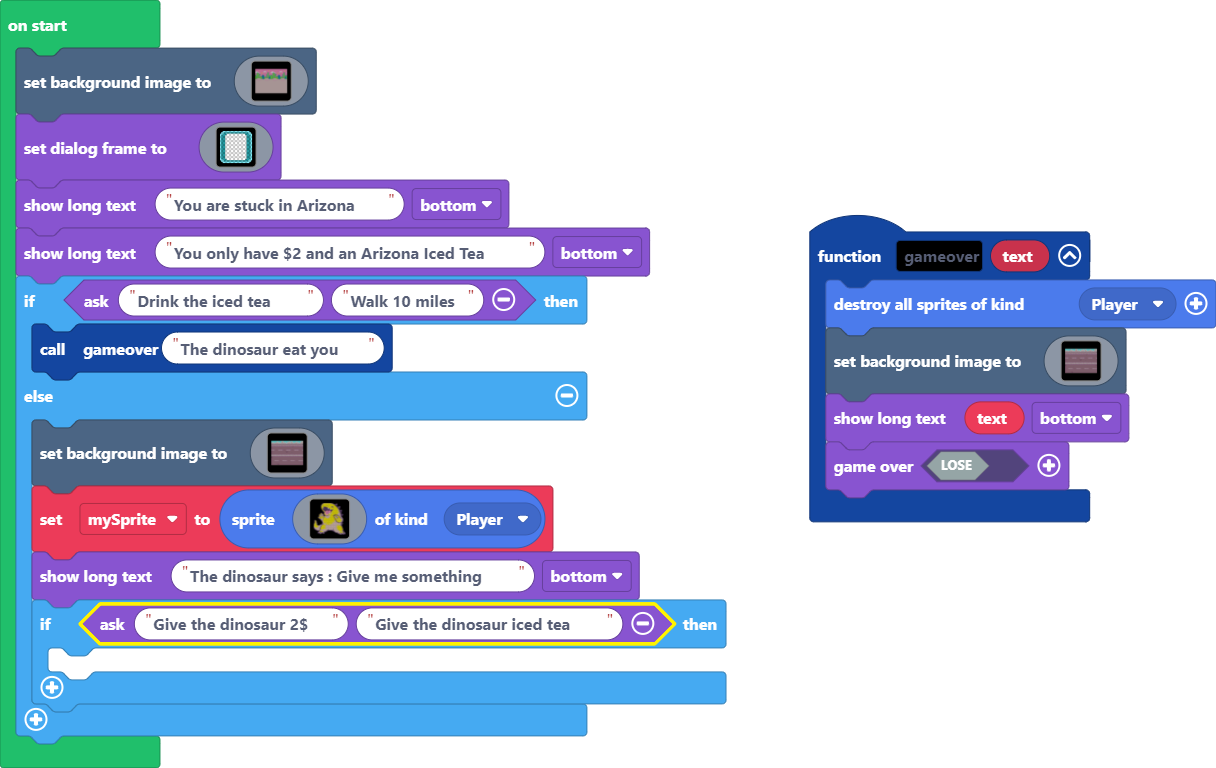 on start
set background image to
set dialog frame to
show long text "You are stuck in Arizona" bottom
show long text "You only have $2 and an Arizona Iced Tea" bottom
if ask "Drink the iced tea" "Walk 10 miles" then
call gameover "The dinosaur eat you"
else
set background image to
set mySprite to sprite of kind Player
show long text "The dinosaur says : Give me something" bottom
if ask "Give the dinosaur 2$" "Give the dinosaur iced tea" then
function gameover text
destroy all sprites of kind Player
set background image to
show long text text bottom
game over LOSE